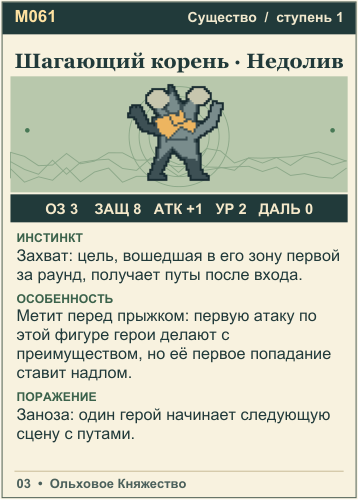 M061
Существо / ступень 1
Шагающий корень · Недолив
ОЗ 3 ЗАЩ 8 АТК +1 УР 2 ДАЛЬ 0
ИНСТИНКТ
Захват: цель, вошедшая в его зону первой
за раунд, получает путы после входа.
ОСОБЕННОСТЬ
Метит перед прыжком: первую атаку по
этой фигуре герои делают с
преимуществом, но её первое попадание
ставит надлом.
ПОРАЖЕНИЕ
Заноза: один герой начинает следующую
сцену с путами.
03 • Ольховое Княжество